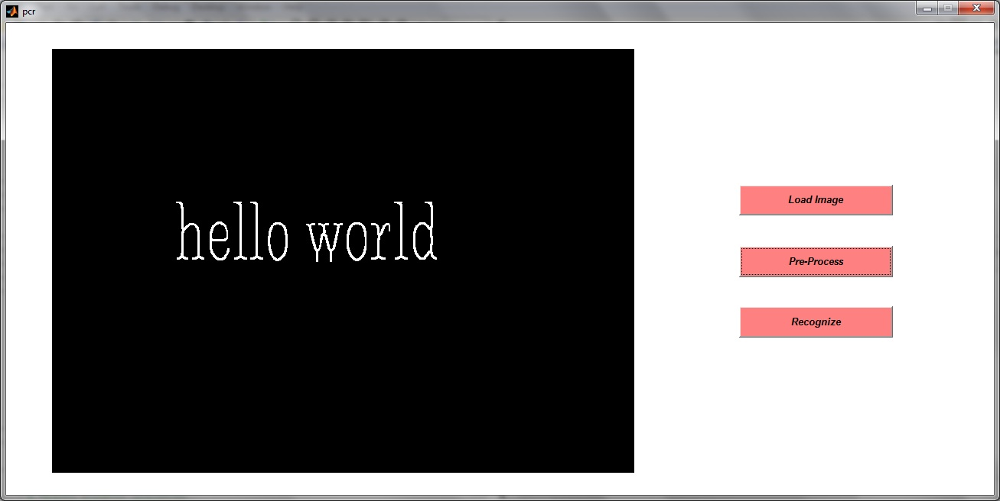 pcr
hello world
Load Image
Pre-Process
Recognize